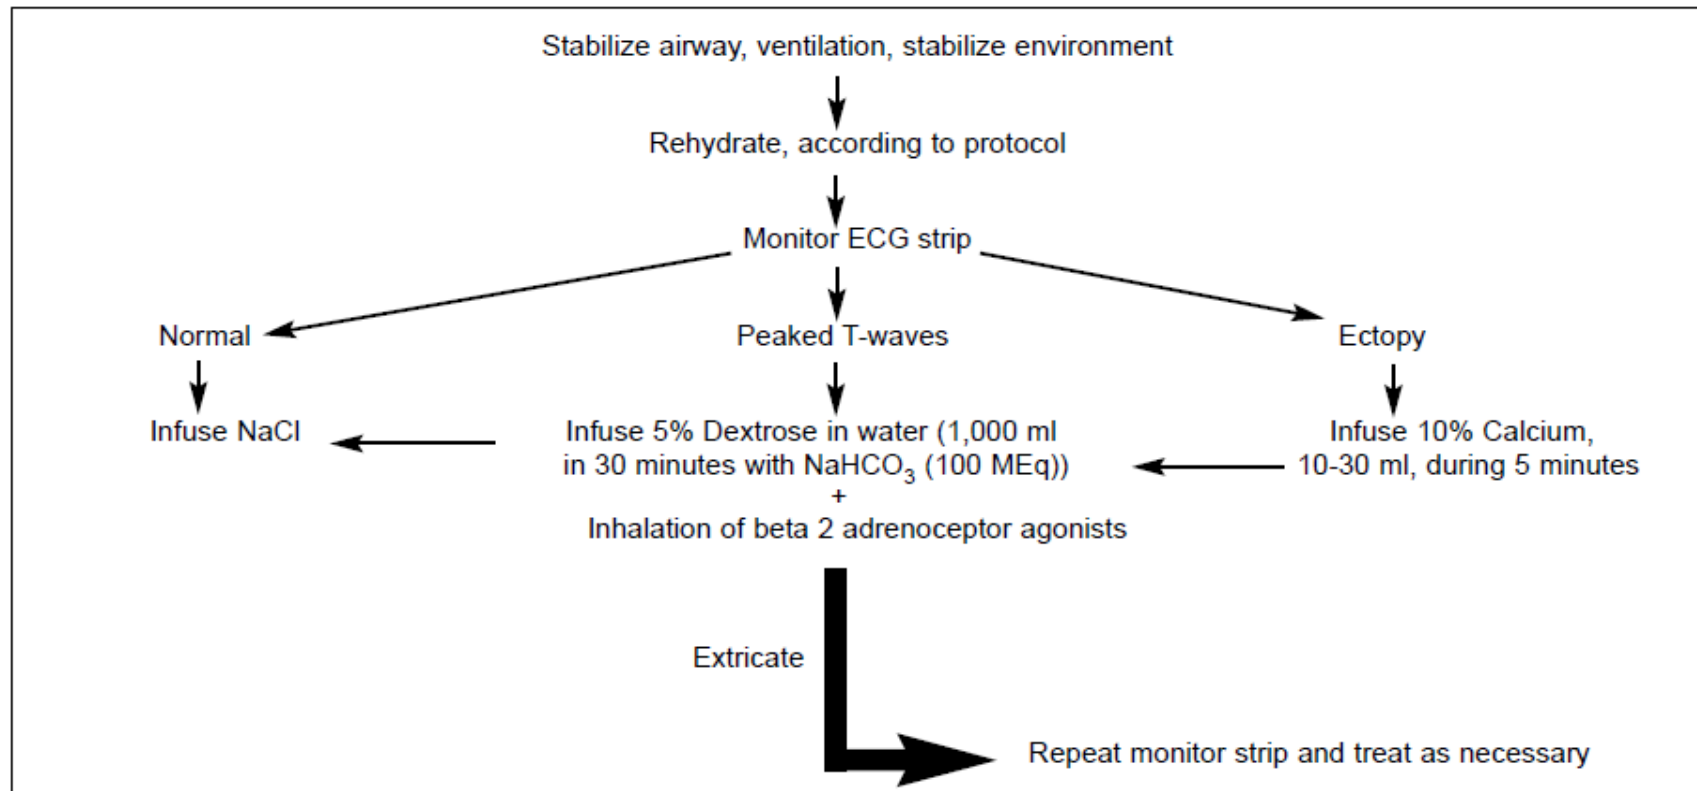 Stabilize airway, ventilation, stabilize environment
Rehydrate, according to protocol
Monitor ECG strip
Normal
Peaked T-waves
Ectopy
Infuse NaCl
Infuse 5% Dextrose in water (1,000 ml
in 30 minutes with NaHCO₃ (100 MEq))
+
Inhalation of beta 2 adrenoceptor agonists
Infuse 10% Calcium,
10-30 ml, during 5 minutes
Extricate
Repeat monitor strip and treat as necessary